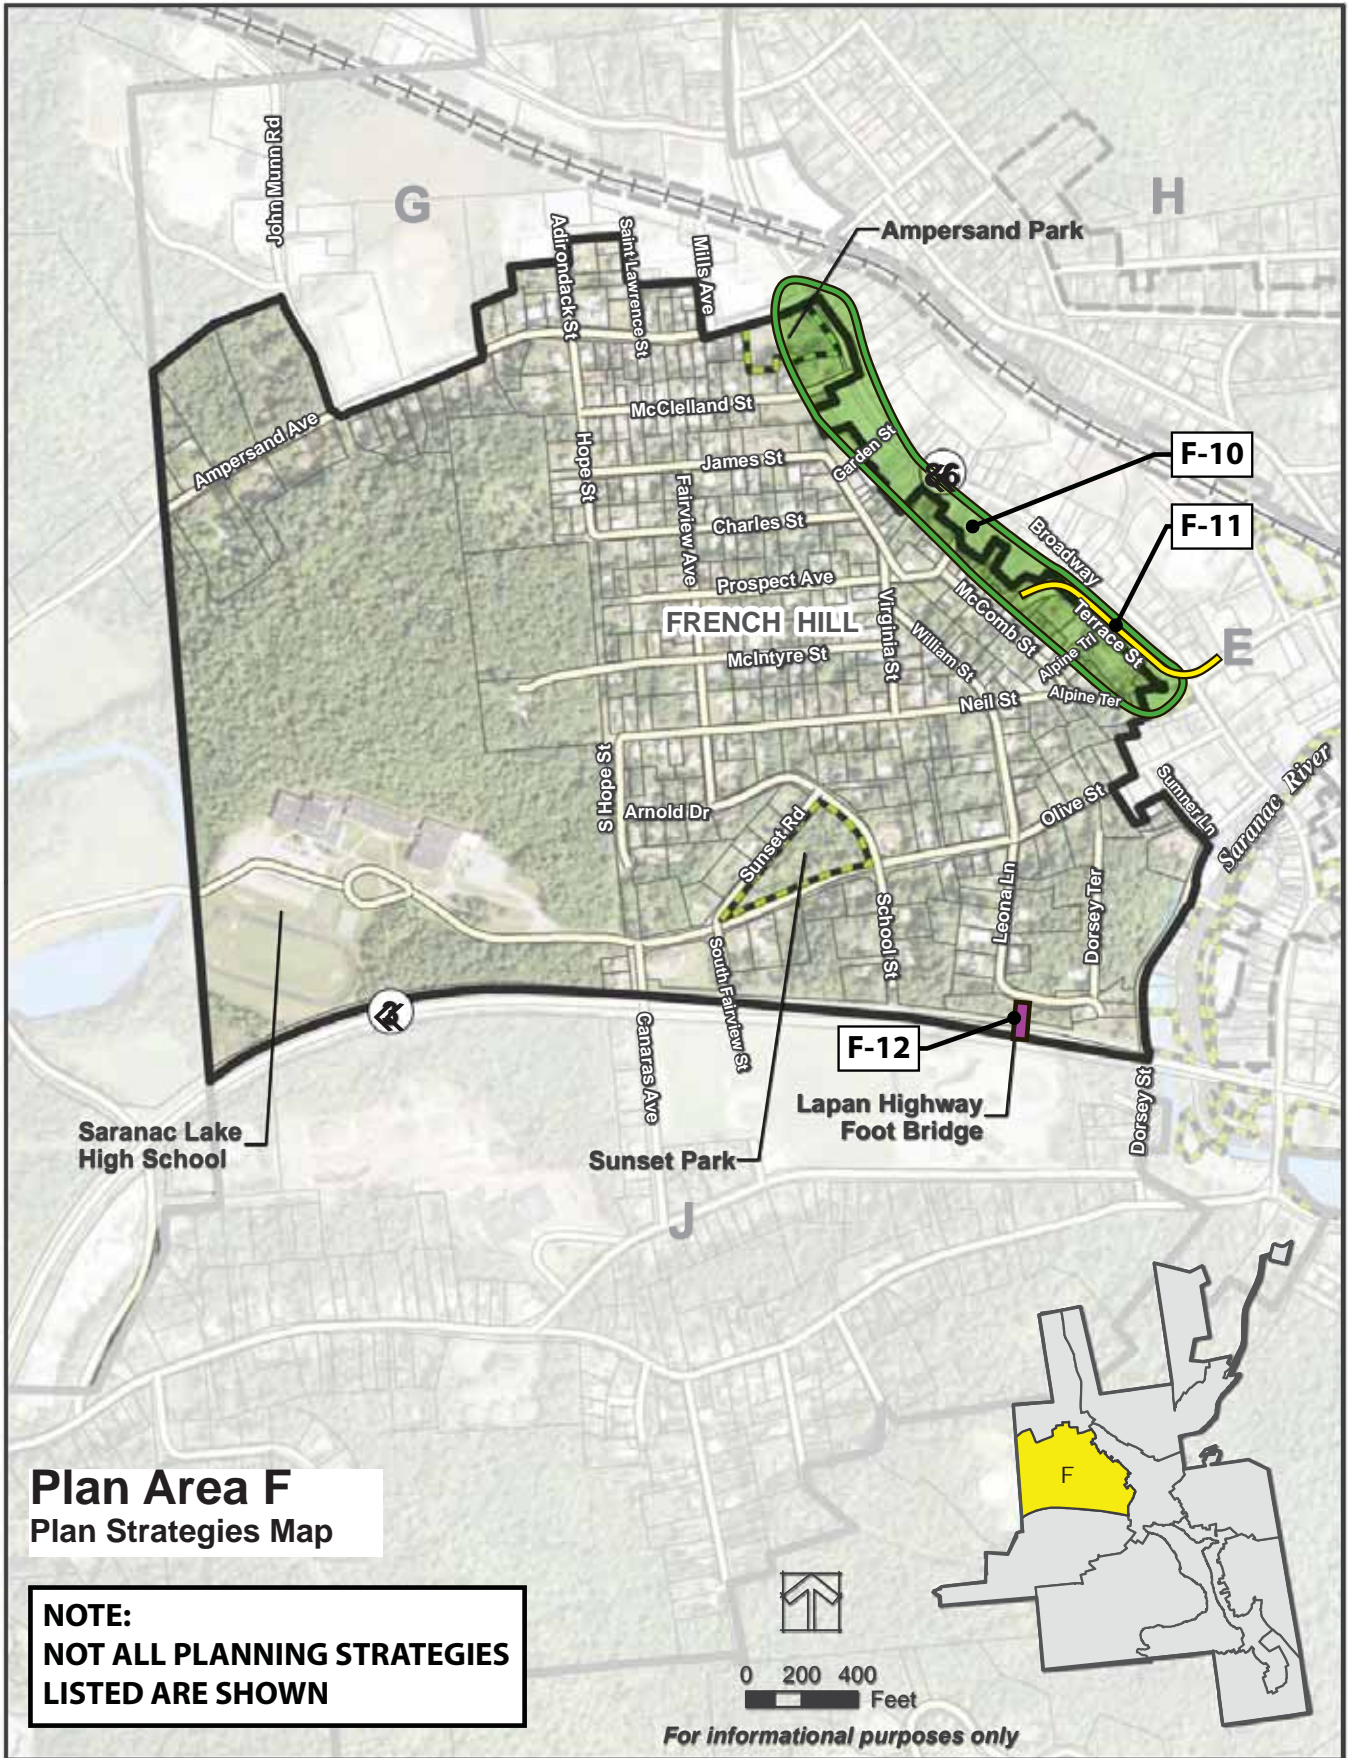 G
H
John Munn Rd
Adirondack St
Saint Lawrence St
Mills Ave
Ampersand Park
Ampersand Ave
McClelland St
Garden St
James St
Hope St
Fairview Ave
Charles St
Prospect Ave
FRENCH HILL
McIntyre St
Virginia St
William St
McComb St
Broadway
Terrace St
Alpine Trl
Alpine Ter
F-10
F-11
E
Neil St
S Hope St
Arnold Dr
Sunset Rd
Olive St
Sumner Ln
Saranac River
Leona Ln
Dorsey Ter
School St
South Fairview St
Canaras Ave
3
F-12
Lapan Highway
Foot Bridge
Dorsey St
Saranac Lake
High School
Sunset Park
J
F
Plan Area F
Plan Strategies Map
NOTE:
NOT ALL PLANNING STRATEGIES
LISTED ARE SHOWN
0 200 400
Feet
For informational purposes only